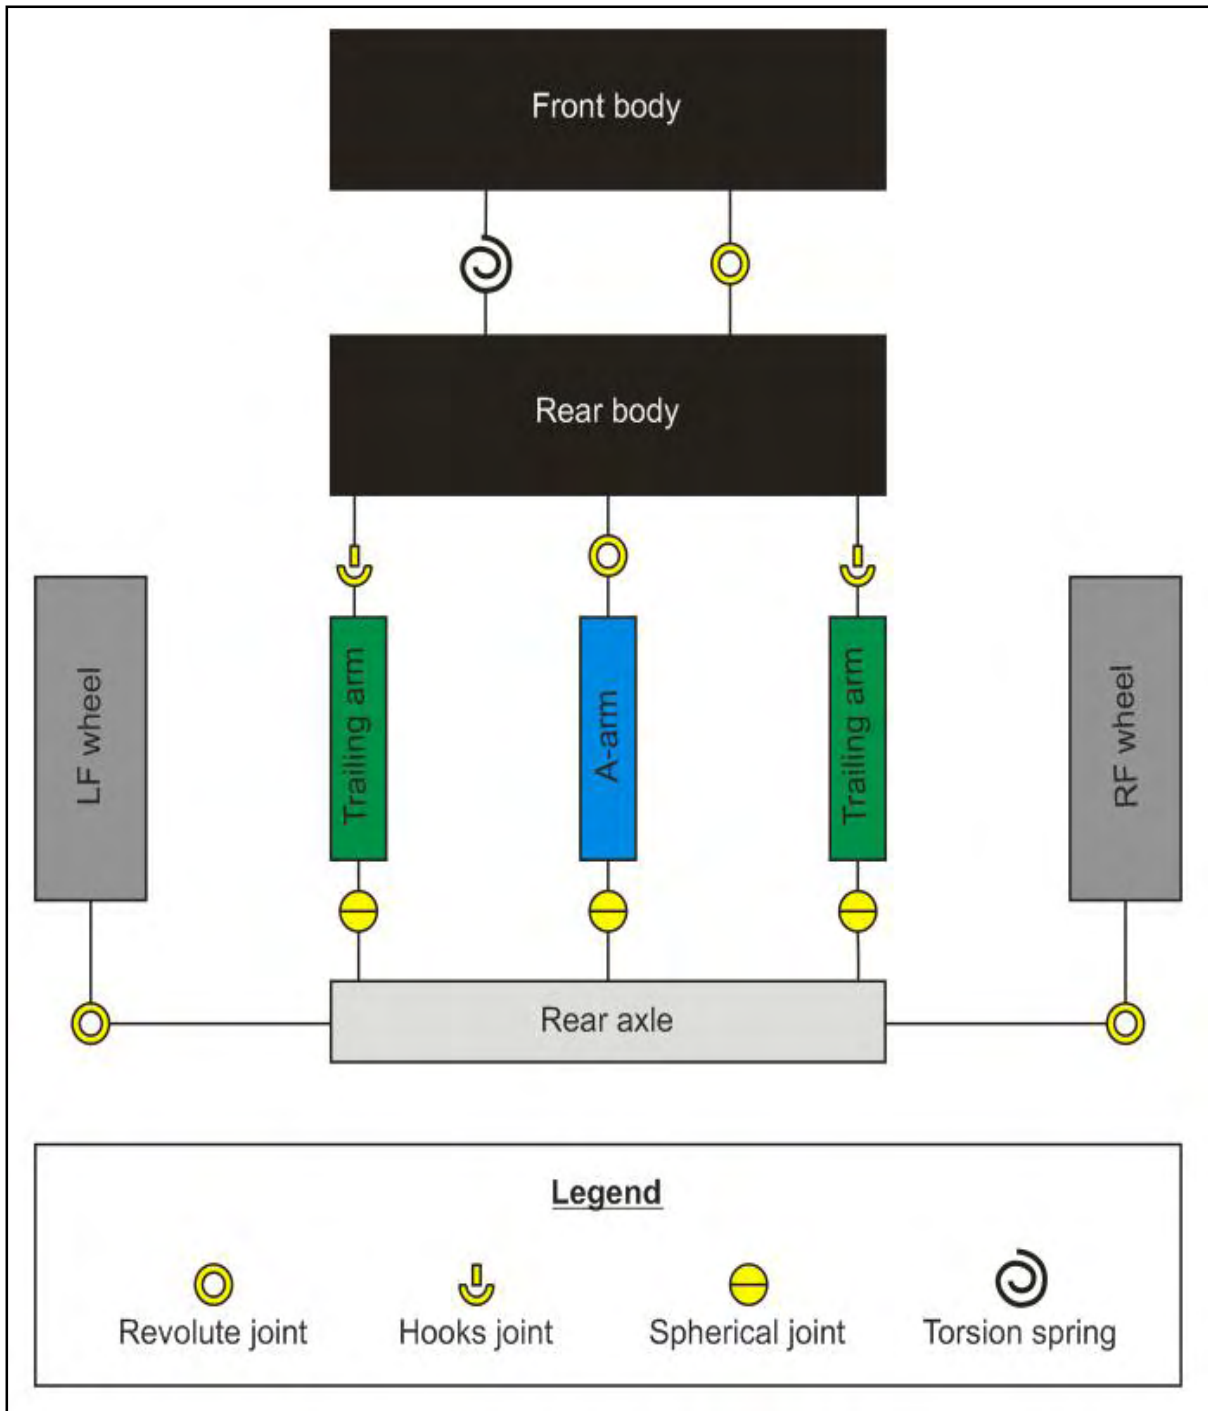 Front body
Rear body
LF wheel
Trailing arm
A-arm
Trailing arm
RF wheel
Rear axle
Legend
Revolute joint
Hooks joint
Spherical joint
Torsion spring